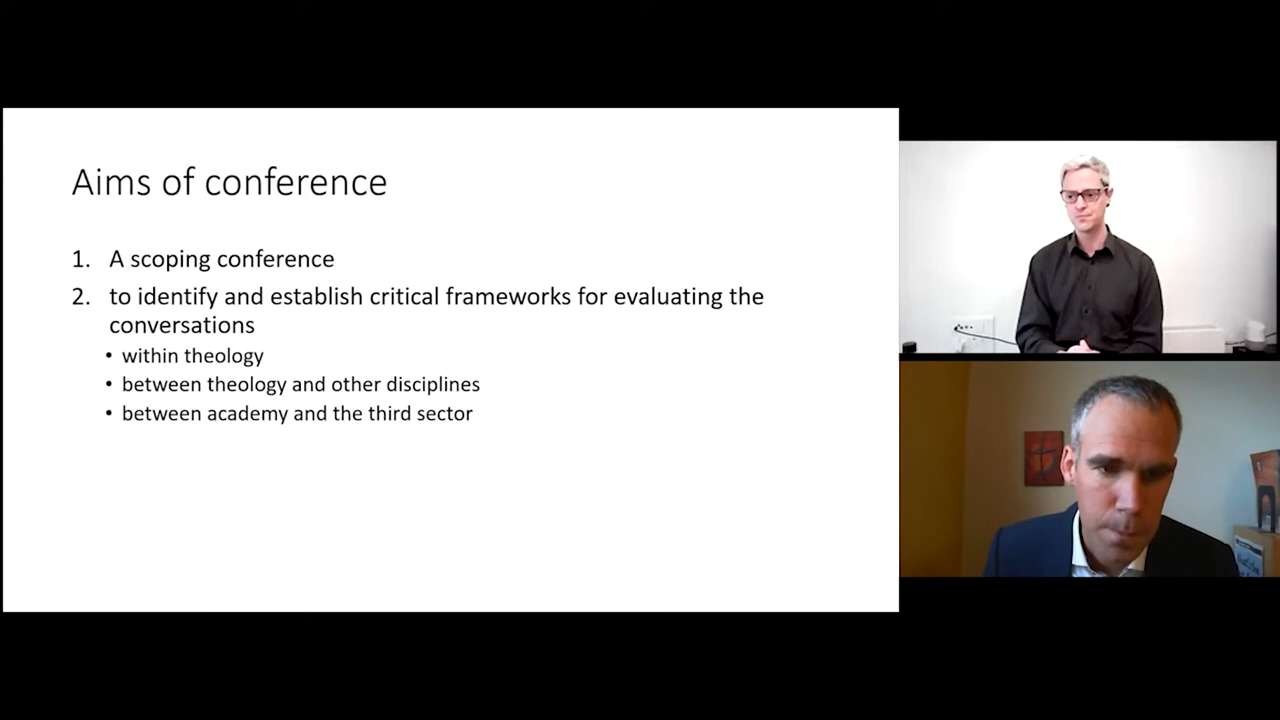 Aims of conference
1. A scoping conference
2. to identify and establish critical frameworks for evaluating the
conversations
• within theology
• between theology and other disciplines
• between academy and the third sector